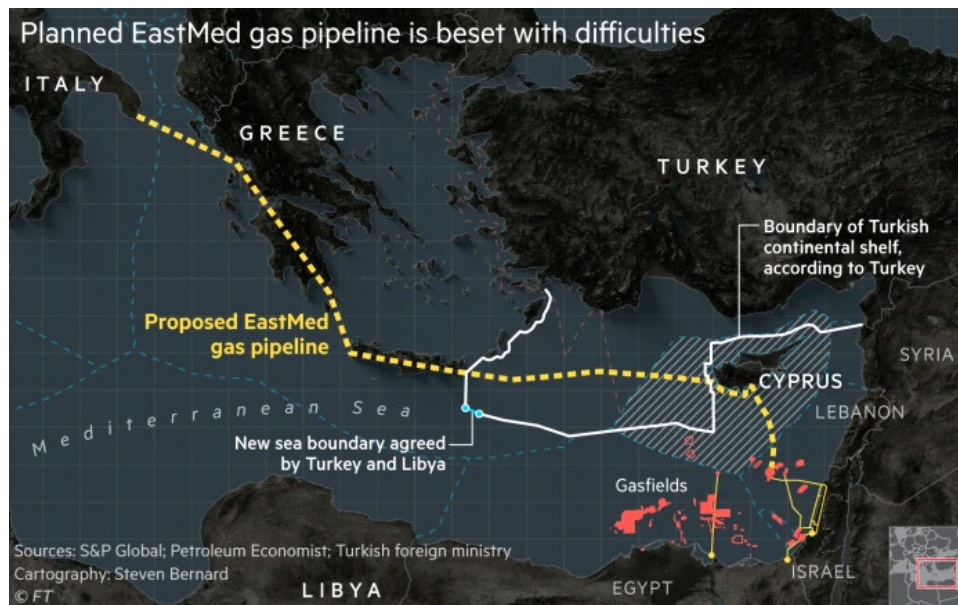 Planned EastMed gas pipeline is beset with difficulties
ITALY
GREECE
TURKEY
Boundary of Turkish
continental shelf,
according to Turkey
Proposed EastMed
gas pipeline
SYRIA
CYPRUS
LEBANON
Mediterranean Sea
New sea boundary agreed
by Turkey and Libya
Gasfields
Sources: S&P Global; Petroleum Economist; Turkish foreign ministry
Cartography: Steven Bernard
© FT
LIBYA
EGYPT
ISRAEL